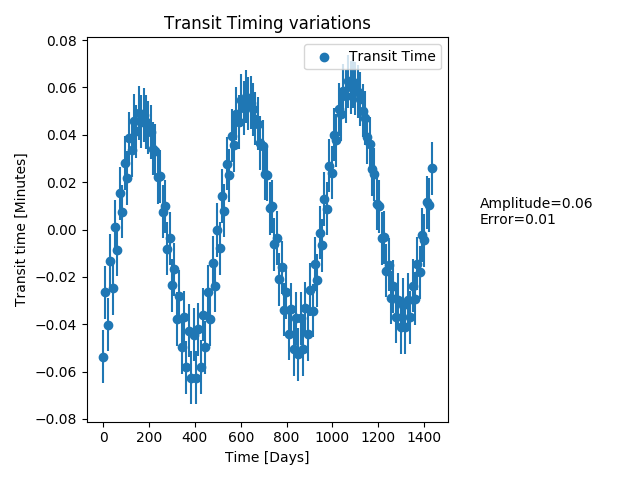 Transit Timing variations
Transit Time
Transit time [Minutes]
0.08
0.06
0.04
0.02
0.00
−0.02
−0.04
−0.06
−0.08
0
200
400
600
800
1000
1200
1400
Time [Days]
Amplitude=0.06
Error=0.01